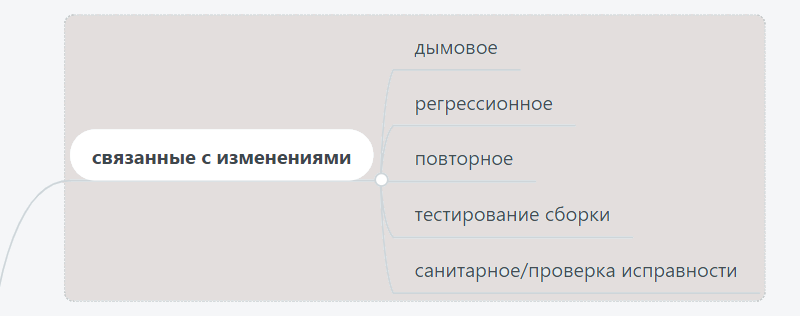 связанные с изменениями
дымовое
регрессионное
повторное
тестирование сборки
санитарное/проверка исправности